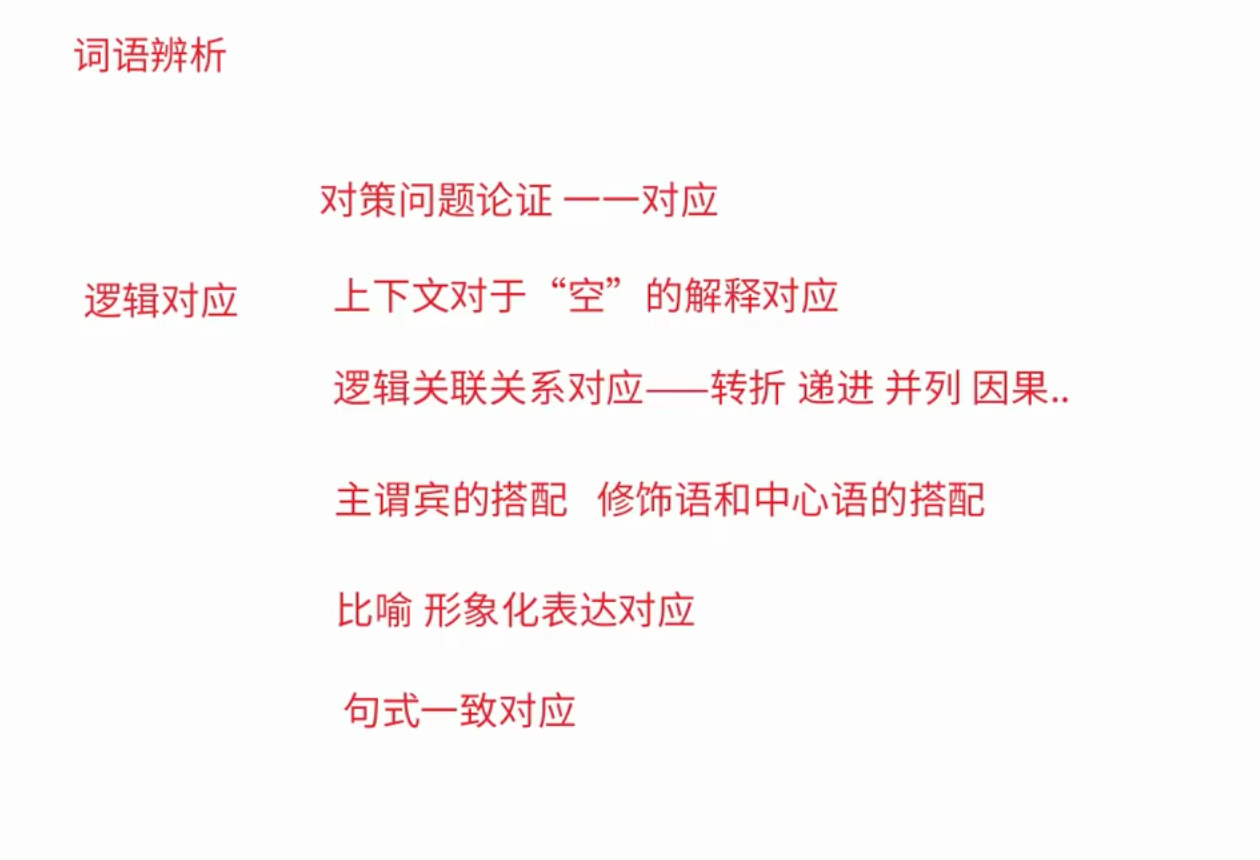 词语辨析
对策问题论证 一一对应
逻辑对应
上下文对于“空”的解释对应
逻辑关联关系对应——转折 递进 并列 因果..
主谓宾的搭配 修饰语和中心语的搭配
比喻 形象化表达对应
句式一致对应